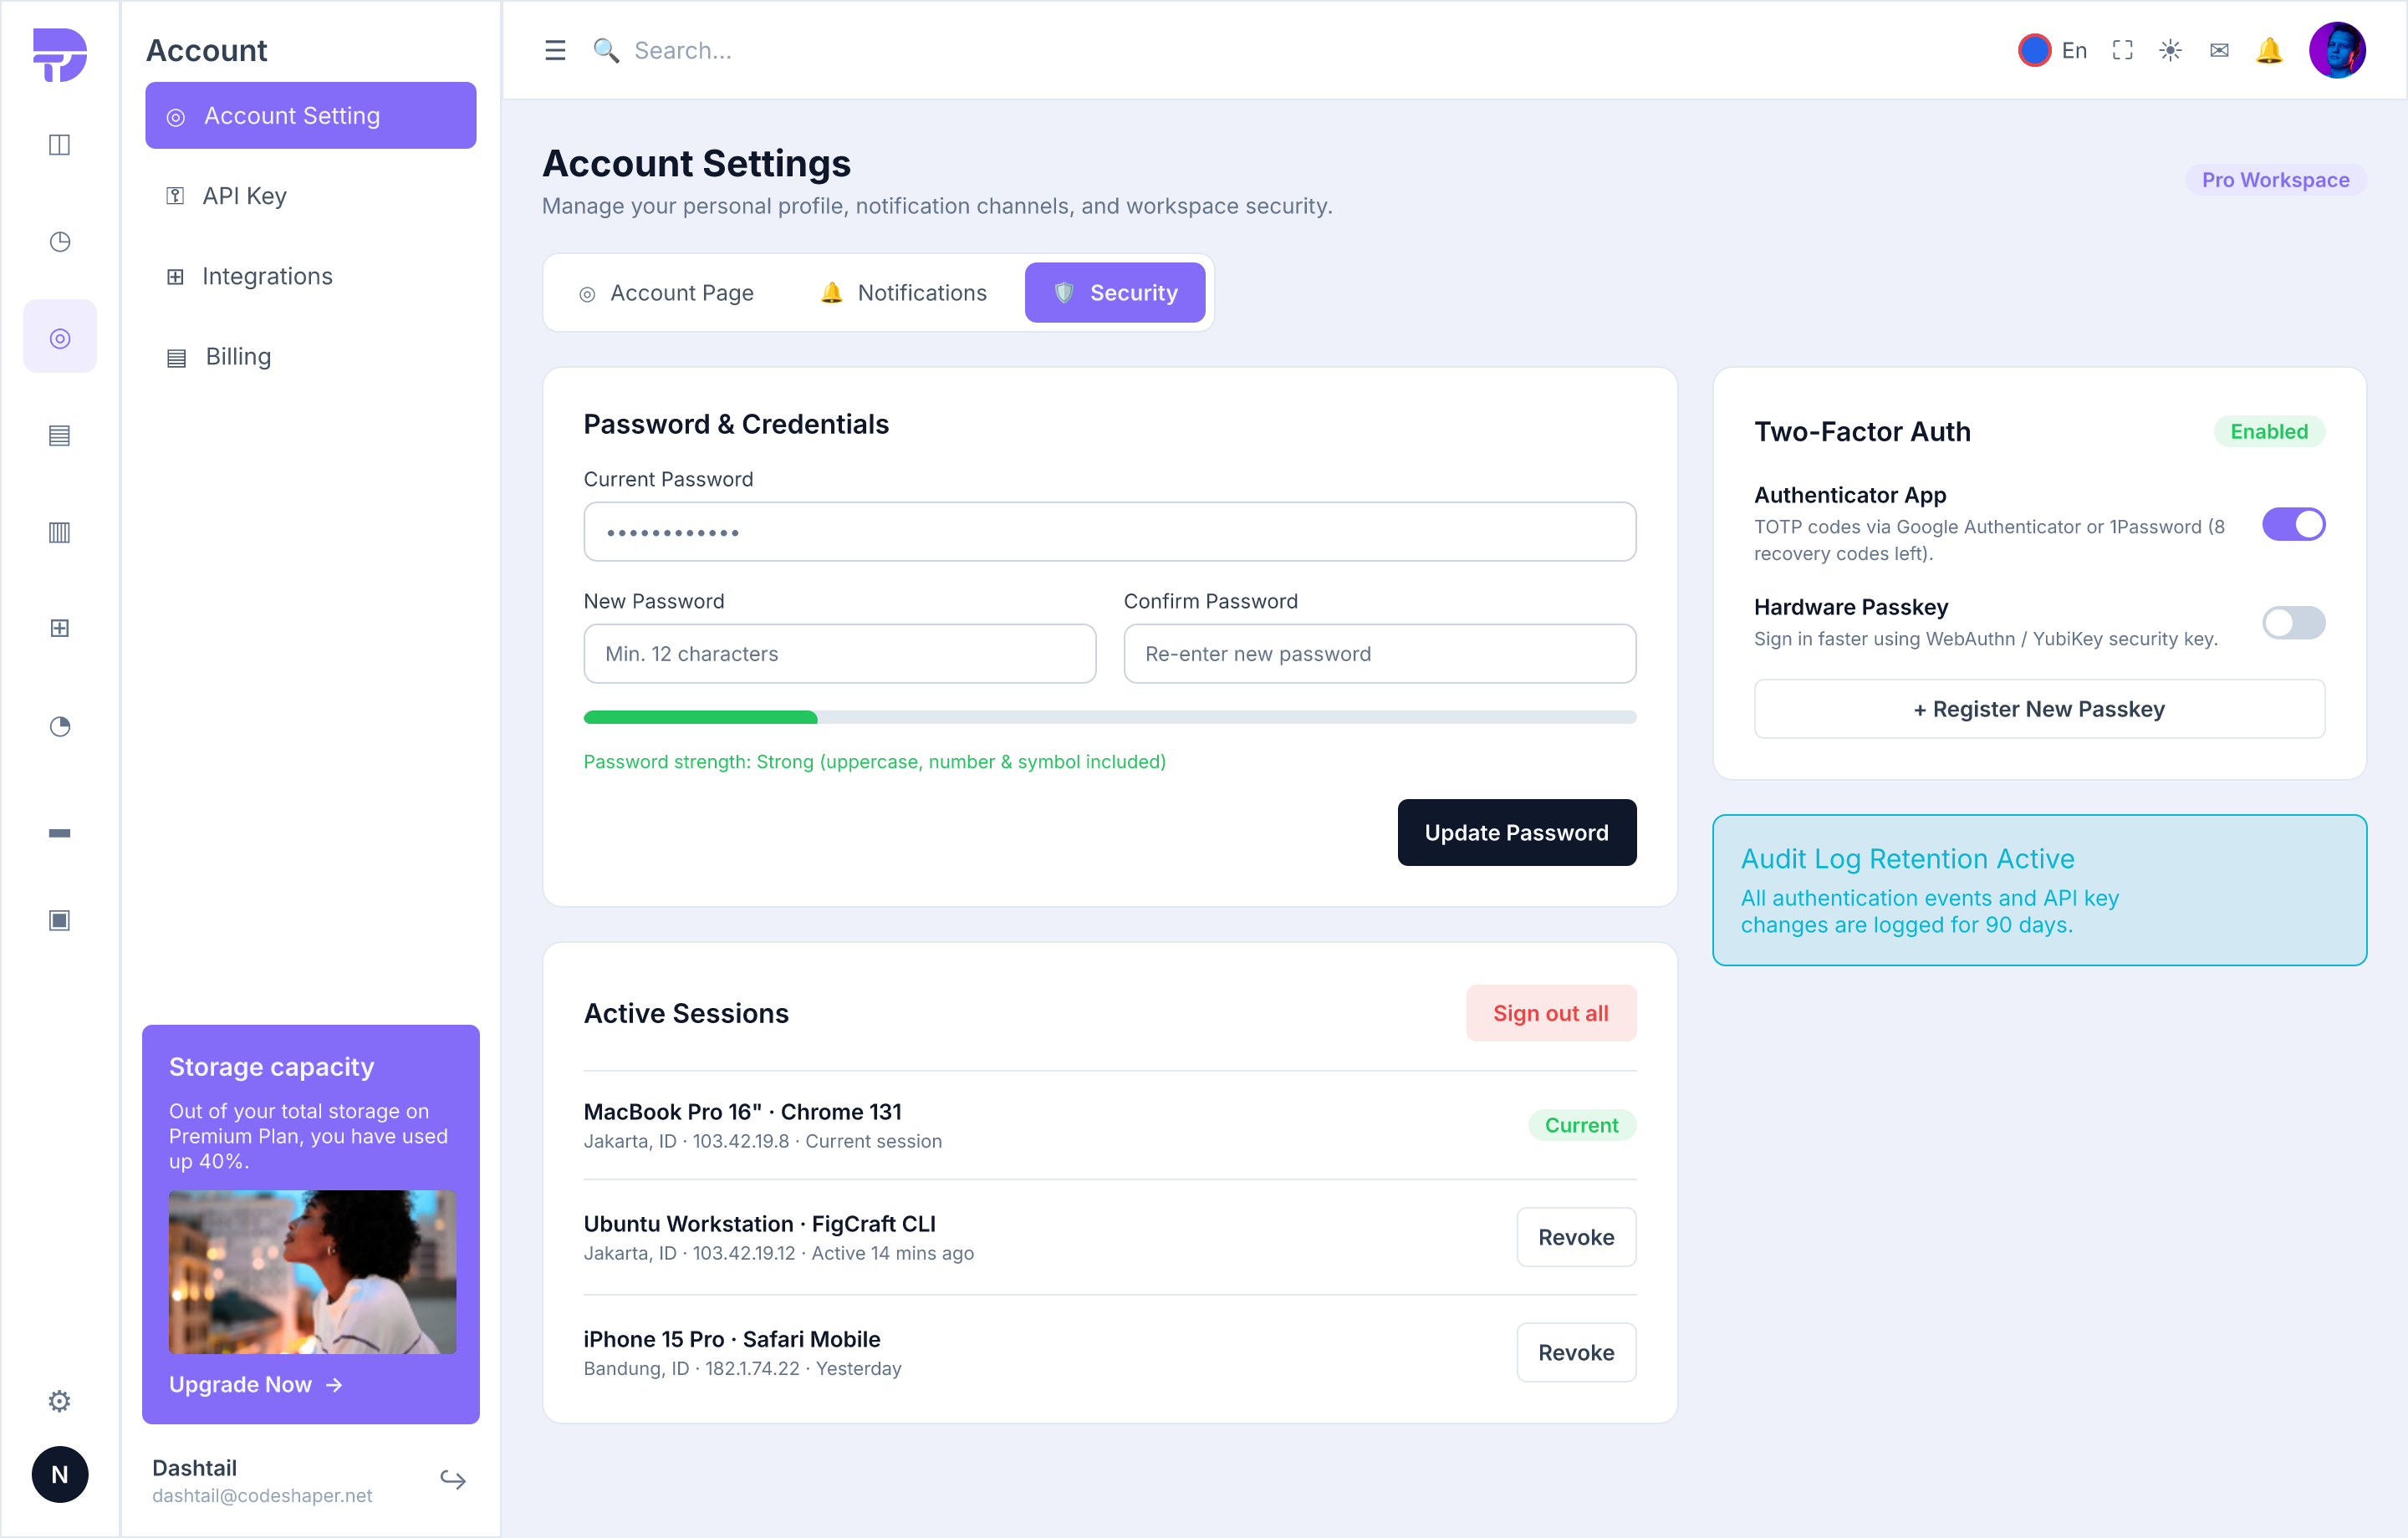 Account
Account Setting
API Key
Integrations
Billing
Storage capacity
Out of your total storage on
Premium Plan, you have used
up 40%.
Upgrade Now →
N
Dashtail
dashtail@codeshaper.net
Search...
En
Account Settings
Manage your personal profile, notification channels, and workspace security.
Pro Workspace
Account Page
Notifications
Security
Password & Credentials
Current Password
••••••••••••
New Password
Confirm Password
Min. 12 characters
Re-enter new password
Password strength: Strong (uppercase, number & symbol included)
Update Password
Active Sessions
Sign out all
MacBook Pro 16" · Chrome 131
Jakarta, ID · 103.42.19.8 · Current session
Current
Ubuntu Workstation · FigCraft CLI
Jakarta, ID · 103.42.19.12 · Active 14 mins ago
Revoke
iPhone 15 Pro · Safari Mobile
Bandung, ID · 182.1.74.22 · Yesterday
Revoke
Two-Factor Auth
Enabled
Authenticator App
TOTP codes via Google Authenticator or 1Password (8
recovery codes left).
Hardware Passkey
Sign in faster using WebAuthn / YubiKey security key.
+ Register New Passkey
Audit Log Retention Active
All authentication events and API key
changes are logged for 90 days.